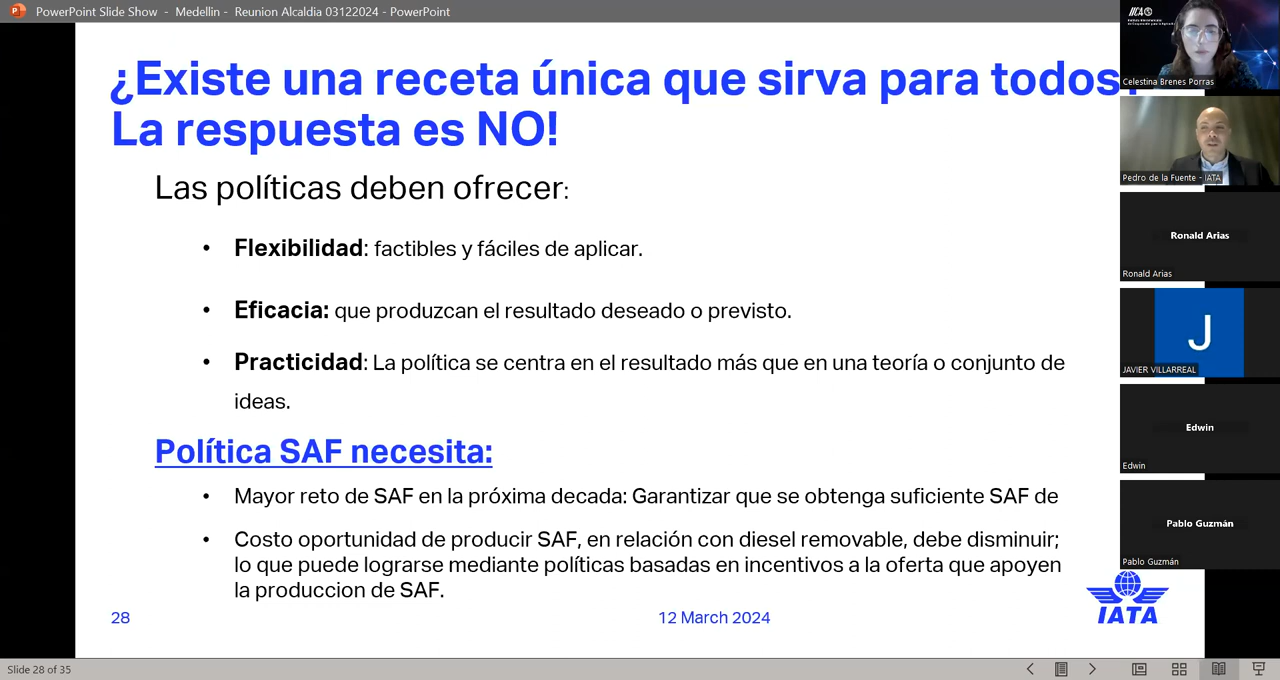 PowerPoint Slide Show - Medellin - Reunion Alcaldia 03122024 - PowerPoint
¿Existe una receta única que sirva para todos?
La respuesta es NO!
Las políticas deben ofrecer:
• Flexibilidad: factibles y fáciles de aplicar.
• Eficacia: que produzcan el resultado deseado o previsto.
• Practicidad: La política se centra en el resultado más que en una teoría o conjunto de
ideas.
Política SAF necesita:
• Mayor reto de SAF en la próxima decada: Garantizar que se obtenga suficiente SAF de
• Costo oportunidad de producir SAF, en relación con diesel removable, debe disminuir;
lo que puede lograrse mediante políticas basadas en incentivos a la oferta que apoyen
la produccion de SAF.
28
12 March 2024
IATA
Slide 28 of 35
IICA
Celestina Brenes Porras
Pedro de la Fuente - IATA
Ronald Arias
Ronald Arias
J
JAVIER VILLARREAL
Edwin
Edwin
Pablo Guzmán
Pablo Guzmán